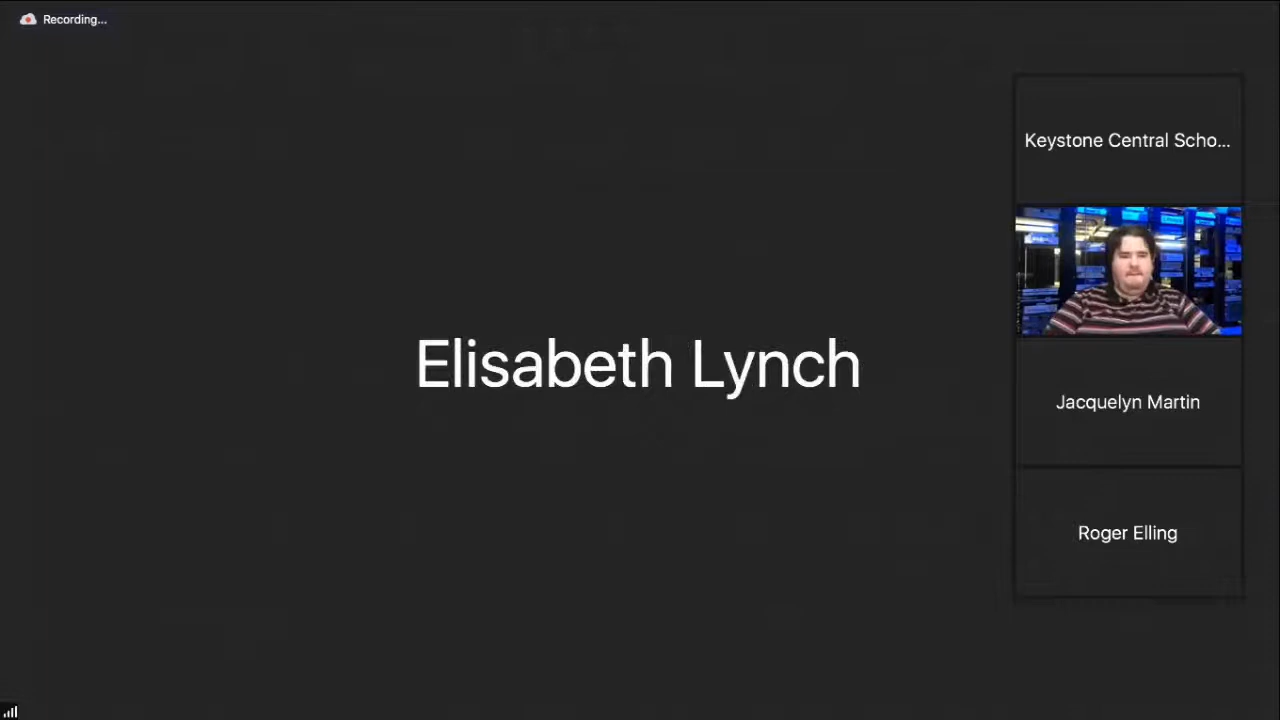 Recording...
Keystone Central Scho...
Elisabeth Lynch
Jacquelyn Martin
Roger Elling